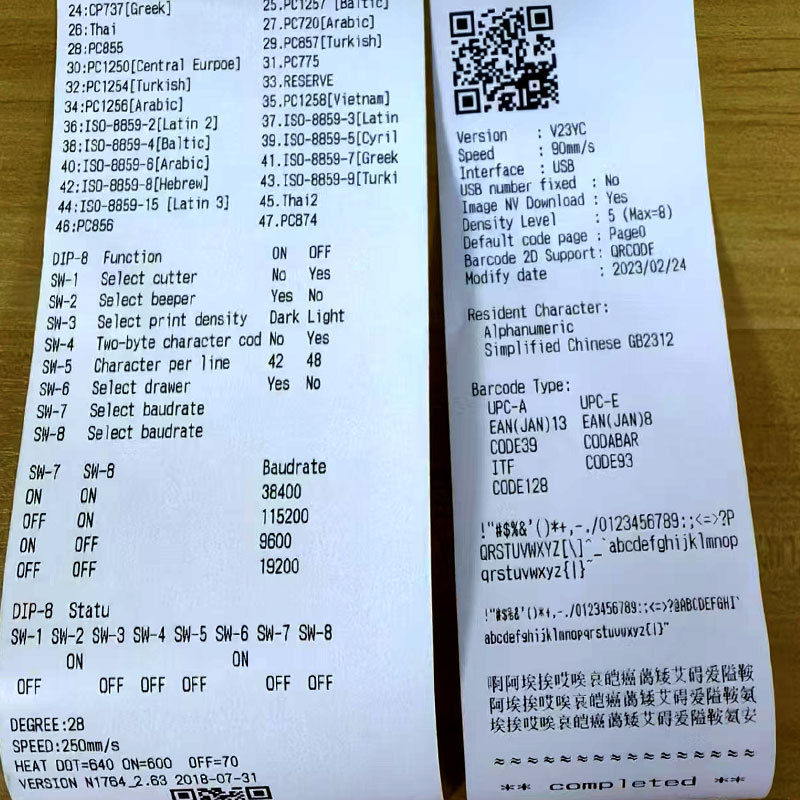 24:CP737[Greek]
25.PC1257 [Baltic]
26:Thai
27.PC720[Arabic]
28:PC855
29.PC857[Turkish]
30:PC1250[Central Eurpoe]
31.PC775
32:PC1254[Turkish]
33.RESERVE
34:PC1256[Arabic]
35.PC1258[Vietnam]
36:ISO-8859-2[Latin 2]
37.ISO-8859-3[Latin
38:ISO-8859-4[Baltic]
39.ISO-8859-5[Cyril
40:ISO-8859-6[Arabic]
41.ISO-8859-7[Greek
42:ISO-8859-8[Hebrew]
43.ISO-8859-9[Turki
44:ISO-8859-15 [Latin 3]
45.Thai2
46:PC856
47.PC874
DIP-8 Function ON OFF
SW-1 Select cutter No Yes
SW-2 Select beeper Yes No
SW-3 Select print density Dark Light
SW-4 Two-byte character cod No Yes
SW-5 Character per line 42 48
SW-6 Select drawer Yes No
SW-7 Select baudrate
SW-8 Select baudrate
SW-7 SW-8 Baudrate
ON ON 38400
OFF ON 115200
ON OFF 9600
OFF OFF 19200
DIP-8 Statu
SW-1 SW-2 SW-3 SW-4 SW-5 SW-6 SW-7 SW-8
ON ON
OFF OFF OFF OFF OFF OFF
DEGREE:28
SPEED:250mm/s
HEAT DOT=640 ON=600 OFF=70
VERSION N1764_2.63 2018-07-31
Version : V23YC
Speed : 90mm/s
Interface : USB
USB number fixed : No
Image NV Download : Yes
Density Level : 5 (Max=8)
Default code page : Page0
Barcode 2D Support: QRCODE
Modify date : 2023/02/24
Resident Character:
Alphanumeric
Simplified Chinese GB2312
Barcode Type:
UPC-A UPC-E
EAN(JAN)13 EAN(JAN)8
CODE39 CODABAR
ITF CODE93
CODE128
!"#$%&'()*+,-./0123456789:;<=>?P
QRSTUVWXYZ[\]^_`abcdefghijklmnop
qrstuvwxyz{|}~
!"#$%&'()*+,-./0123456789:;<=>?@ABCDEFGHI
abcdefghijklmnopqrstuvwxyz{|}~
啊阿埃挨哎唉哀皑癌蔼矮艾碍爱隘鞍
阿埃挨哎唉哀皑癌蔼矮艾碍爱隘鞍氨
埃挨哎唉哀皑癌蔼矮艾碍爱隘鞍氨安
≈≈≈≈≈≈≈≈≈≈≈≈≈≈≈≈
** completed **